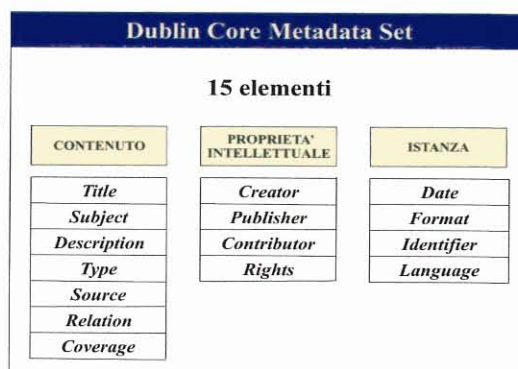 Dublin Core Metadata Set
15 elementi
CONTENUTO
Title
Subject
Description
Type
Source
Relation
Coverage
PROPRIETA'
INTELLETTUALE
Creator
Publisher
Contributor
Rights
ISTANZA
Date
Format
Identifier
Language